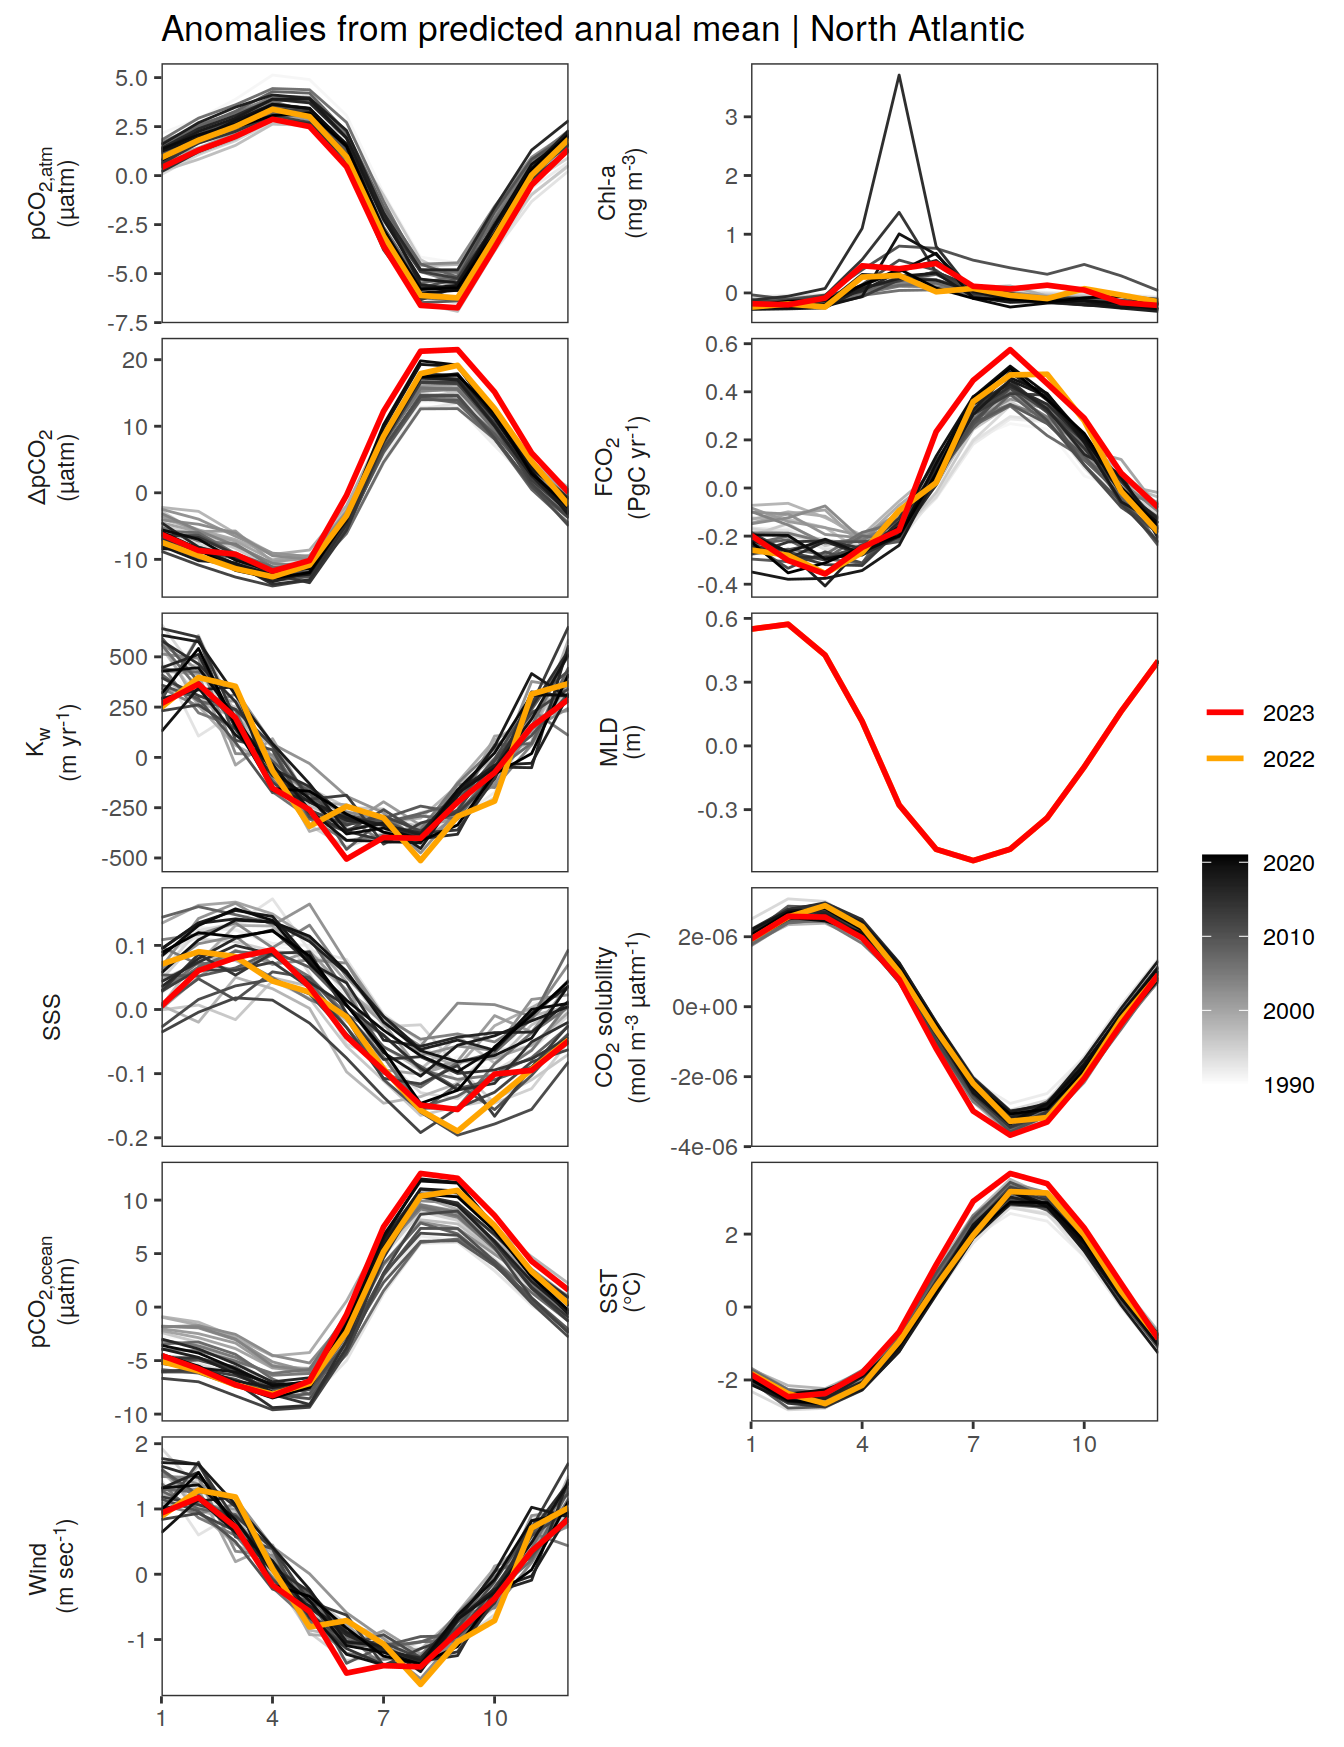 Anomalies from predicted annual mean | North Atlantic
pCO2,atm
(µatm)
5.0
2.5
0.0
-2.5
-5.0
-7.5
Chl-a
(mg m-3)
3
2
1
0
ΔpCO2
(µatm)
20
10
0
-10
FCO2
(PgC yr-1)
0.6
0.4
0.2
0.0
-0.2
-0.4
Kw
(m yr-1)
500
250
0
-250
-500
MLD
(m)
0.6
0.3
0.0
-0.3
SSS
0.1
0.0
-0.1
-0.2
CO2 solubility
(mol m-3 µatm-1)
2e-06
0e+00
-2e-06
-4e-06
pCO2,ocean
(µatm)
10
5
0
-5
-10
SST
(°C)
2
0
-2
1 4 7 10
Wind
(m sec-1)
2
1
0
-1
1 4 7 10
2023
2022
2020
2010
2000
1990